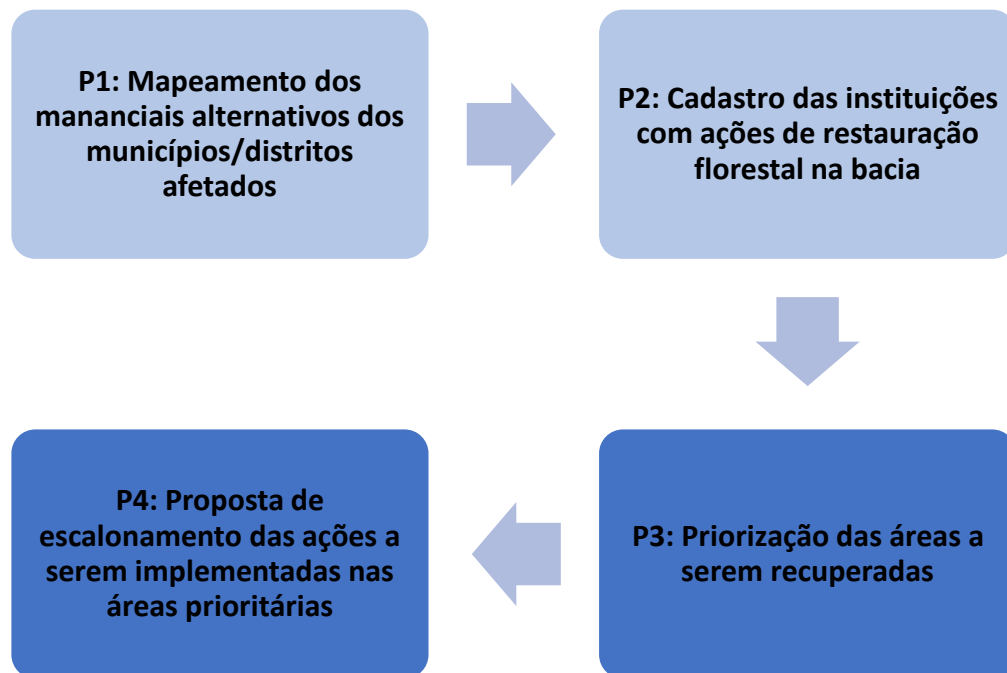 P1: Mapeamento dos
mananciais alternativos dos
municípios/distritos
afetados
P2: Cadastro das instituições
com ações de restauração
florestal na bacia
P3: Priorização das áreas a
serem recuperadas
P4: Proposta de
escalonamento das ações a
serem implementadas nas
áreas prioritárias